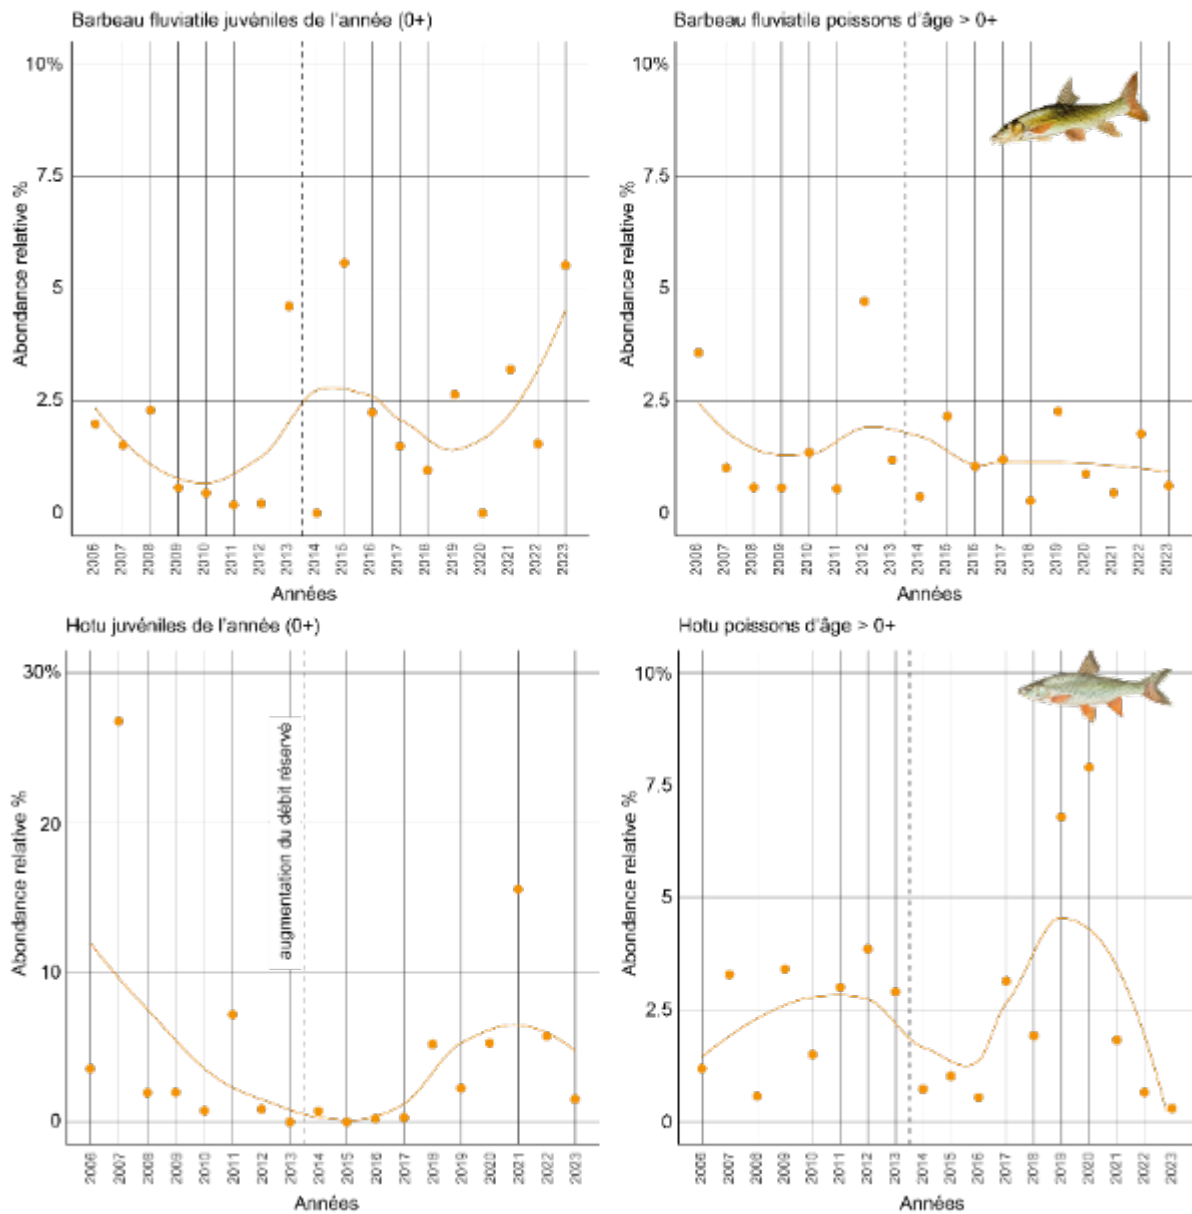 Barbeau fluviatile juvéniles de l'année (0+)
10%
7.5
5
2.5
0
Abondance relative %
2006 2007 2008 2009 2010 2011 2012 2013 2014 2015 2016 2017 2018 2019 2020 2021 2022 2023
Années
Barbeau fluviatile poissons d'âge > 0+
10%
7.5
5
2.5
0
Abondance relative %
2006 2007 2008 2009 2010 2011 2012 2013 2014 2015 2016 2017 2018 2019 2020 2021 2022 2023
Années
Hotu juvéniles de l'année (0+)
30%
20
10
0
Abondance relative %
augmentation du débit réservé
2006 2007 2008 2009 2010 2011 2012 2013 2014 2015 2016 2017 2018 2019 2020 2021 2022 2023
Années
Hotu poissons d'âge > 0+
10%
7.5
5
2.5
0
Abondance relative %
2006 2007 2008 2009 2010 2011 2012 2013 2014 2015 2016 2017 2018 2019 2020 2021 2022 2023
Années